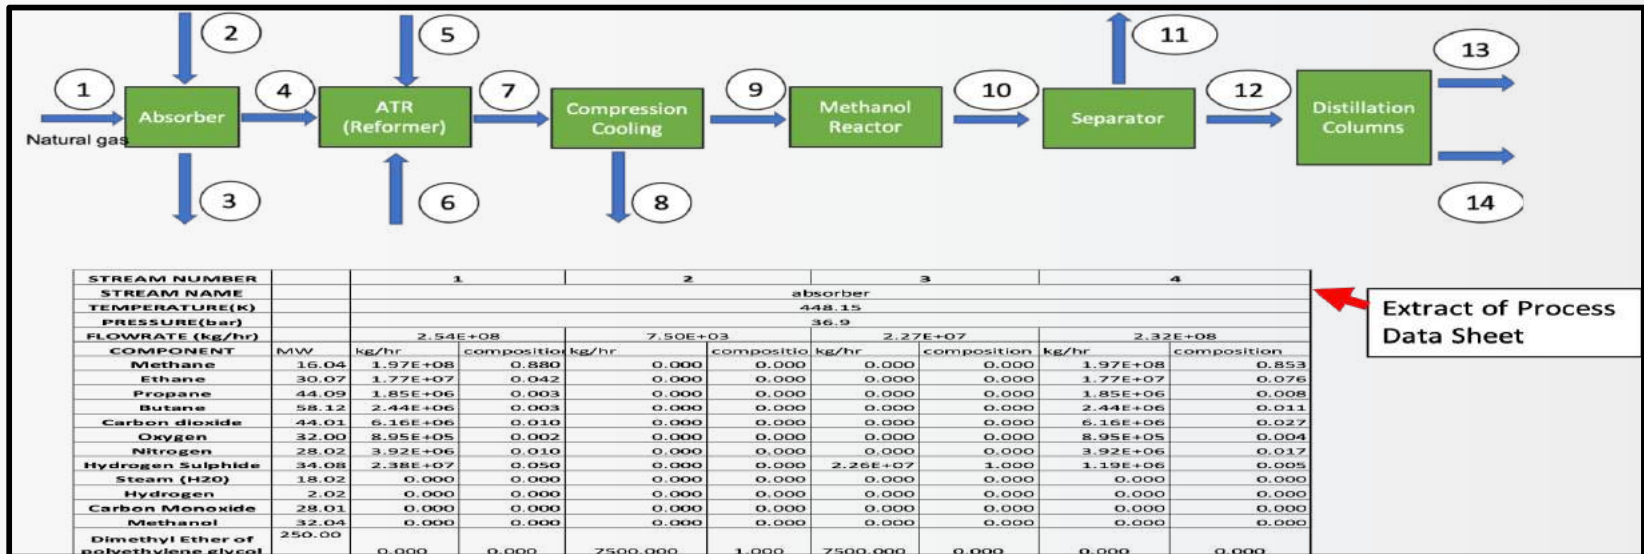 2
5
11
13
1
4
7
9
10
12
Absorber
ATR
(Reformer)
Compression
Cooling
Methanol
Reactor
Separator
Distillation
Columns
Natural gas
3
6
8
14
STREAM NUMBER 1 2 3 4
STREAM NAME absorber
TEMPERATURE(K) 448.15
PRESSURE(bar) 36.9
FLOWRATE (kg/hr) 2.54E+08 7.50E+03 2.27E+07 2.32E+08
COMPONENT MW kg/hr compositio kg/hr compositio kg/hr composition kg/hr composition
Methane 16.04 1.97E+08 0.880 0.000 0.000 0.000 0.000 1.97E+08 0.853
Ethane 30.07 1.77E+07 0.042 0.000 0.000 0.000 0.000 1.77E+07 0.076
Propane 44.09 1.85E+06 0.003 0.000 0.000 0.000 0.000 1.85E+06 0.008
Butane 58.12 2.44E+06 0.003 0.000 0.000 0.000 0.000 2.44E+06 0.011
Carbon dioxide 44.01 6.16E+06 0.010 0.000 0.000 0.000 0.000 6.16E+06 0.027
Oxygen 32.00 8.95E+05 0.002 0.000 0.000 0.000 0.000 8.95E+05 0.004
Nitrogen 28.02 3.92E+06 0.010 0.000 0.000 0.000 0.000 3.92E+06 0.017
Hydrogen Sulphide 34.08 2.38E+07 0.050 0.000 0.000 2.26E+07 1.000 1.19E+06 0.005
Steam (H20) 18.02 0.000 0.000 0.000 0.000 0.000 0.000 0.000 0.000
Hydrogen 2.02 0.000 0.000 0.000 0.000 0.000 0.000 0.000 0.000
Carbon Monoxide 28.01 0.000 0.000 0.000 0.000 0.000 0.000 0.000 0.000
Methanol 32.04 0.000 0.000 0.000 0.000 0.000 0.000 0.000 0.000
Dimethyl Ether of 250.00
polyethylene glycol 0.000 0.000 7500.000 1.000 7500.000 0.000 0.000 0.000
Extract of Process
Data Sheet